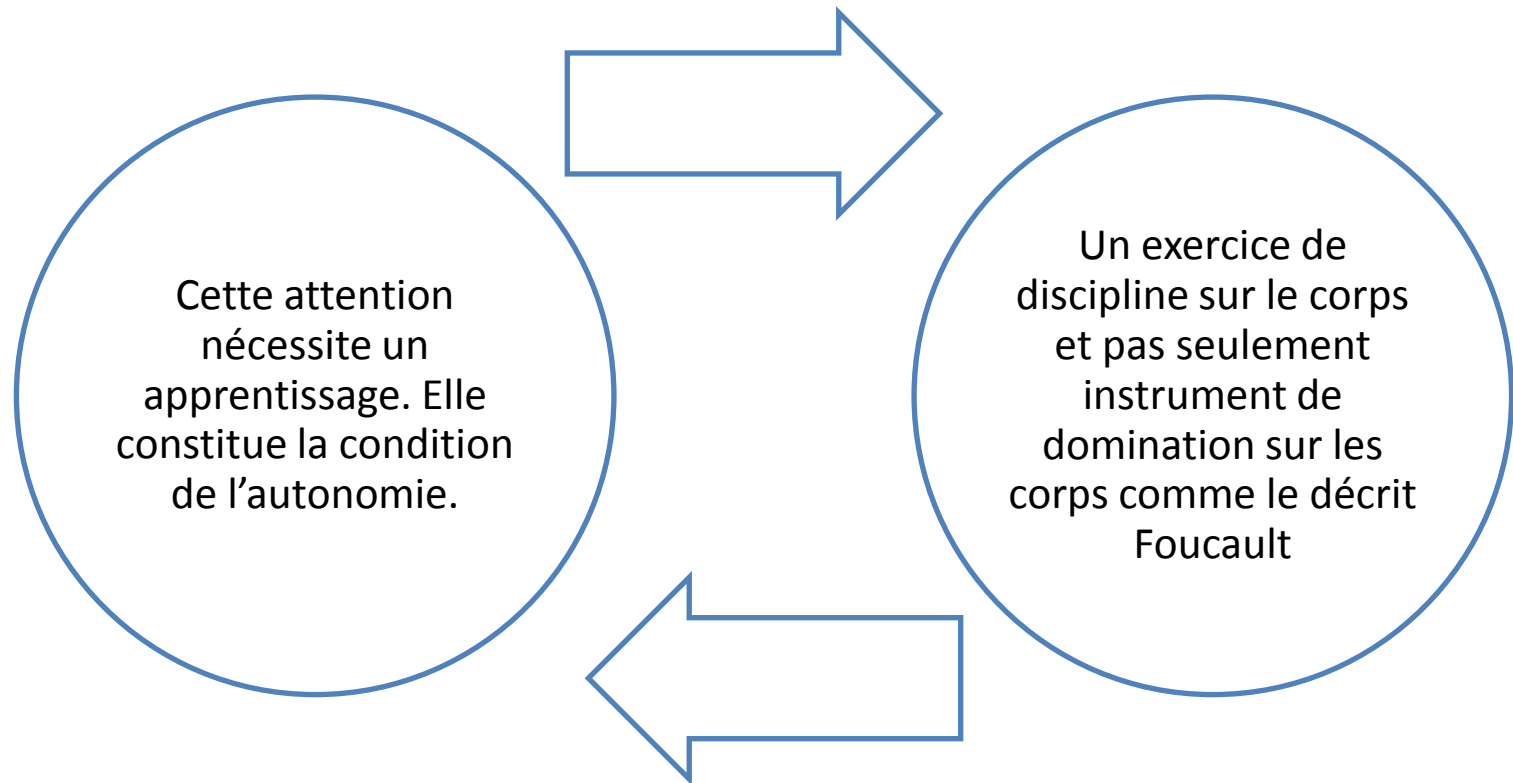 Cette attention
nécessite un
apprentissage. Elle
constitue la condition
de l’autonomie.
Un exercice de
discipline sur le corps
et pas seulement
instrument de
domination sur les
corps comme le décrit
Foucault